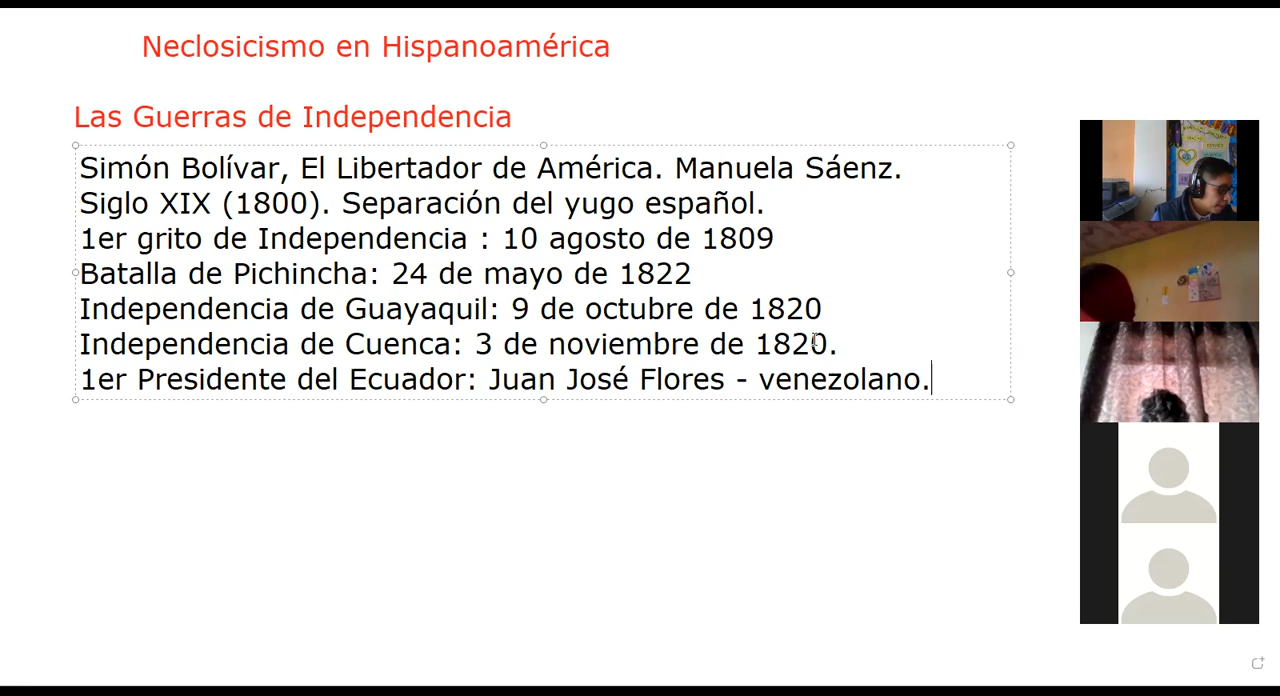 Neclosicismo en Hispanoamérica
Las Guerras de Independencia
Simón Bolívar, El Libertador de América. Manuela Sáenz.
Siglo XIX (1800). Separación del yugo español.
1er grito de Independencia : 10 agosto de 1809
Batalla de Pichincha: 24 de mayo de 1822
Independencia de Guayaquil: 9 de octubre de 1820
Independencia de Cuenca: 3 de noviembre de 1820.
1er Presidente del Ecuador: Juan José Flores - venezolano.